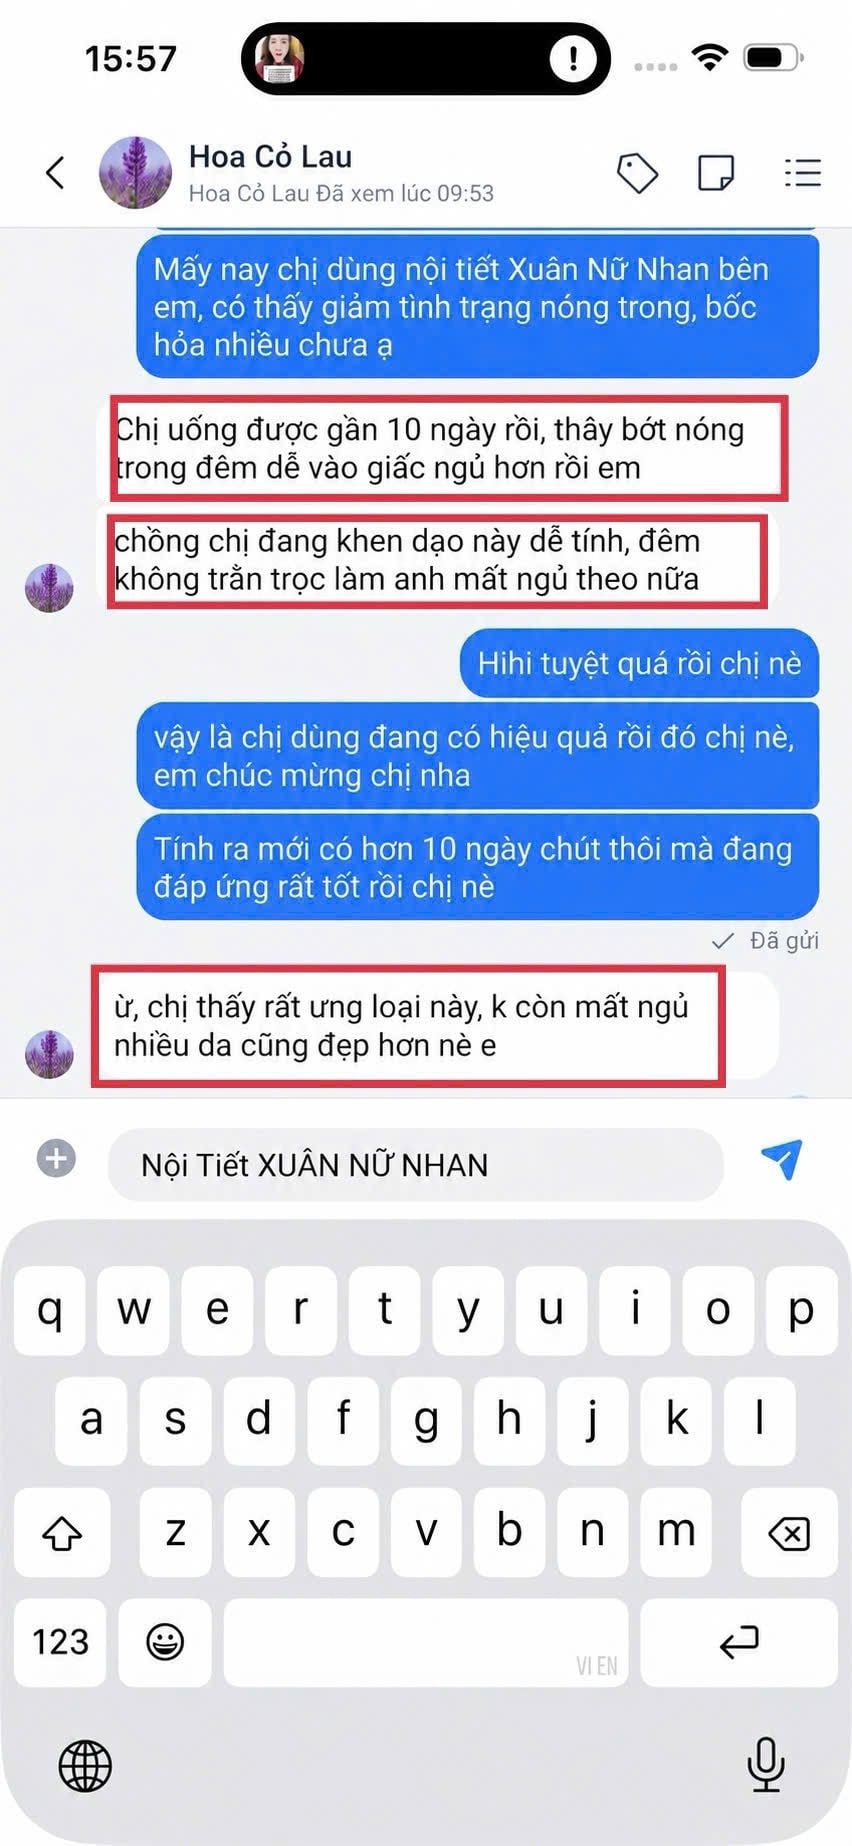 15:57
Hoa Cỏ Lau
Hoa Cỏ Lau Đã xem lúc 09:53
Mấy nay chị dùng nội tiết Xuân Nữ Nhan bên
em, có thấy giảm tình trạng nóng trong, bốc
hỏa nhiều chưa ạ
Chị uống được gần 10 ngày rồi, thây bớt nóng
trong đêm dễ vào giấc ngủ hơn rồi em
chồng chị đang khen dạo này dễ tính, đêm
không trằn trọc làm anh mất ngủ theo nữa
Hihi tuyệt quá rồi chị nè
vậy là chị dùng đang có hiệu quả rồi đó chị nè,
em chúc mừng chị nha
Tính ra mới có hơn 10 ngày chút thôi mà đang
đáp ứng rất tốt rồi chị nè
Đã gửi
ừ, chị thấy rất ưng loại này, k còn mất ngủ
nhiều da cũng đẹp hơn nè e
Nội Tiết XUÂN NỮ NHAN
q w e r t y u i o p
a s d f g h j k l
z x c v b n m
123
VI EN